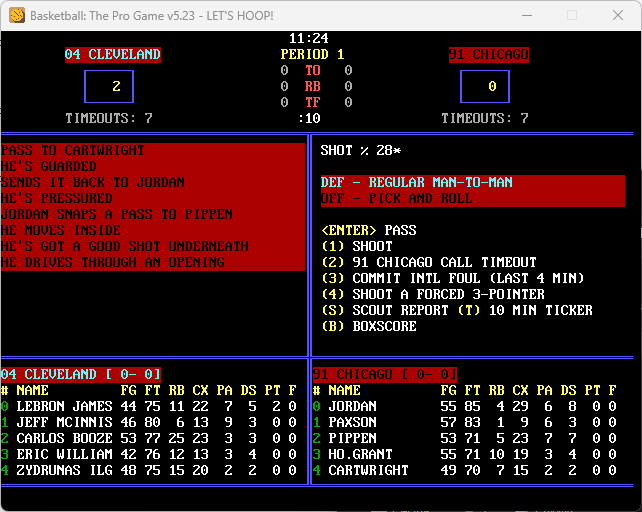 Basketball: The Pro Game v5.23 - LET'S HOOP!
11:24
04 CLEVELAND PERIOD 1 91 CHICAGO
0 TO 0
2 0 RB 0 0
0 TF 0
TIMEOUTS: 7 :10 TIMEOUTS: 7
PASS TO CARTWRIGHT
HE'S GUARDED
SENDS IT BACK TO JORDAN
HE'S PRESSURED
JORDAN SNAPS A PASS TO PIPPEN
HE MOVES INSIDE
HE'S GOT A GOOD SHOT UNDERNEATH
HE DRIVES THROUGH AN OPENING
SHOT % 28*
DEF - REGULAR MAN-TO-MAN
OFF - PICK AND ROLL
<ENTER> PASS
(1) SHOOT
(2) 91 CHICAGO CALL TIMEOUT
(3) COMMIT INTL FOUL (LAST 4 MIN)
(4) SHOOT A FORCED 3-POINTER
(S) SCOUT REPORT (T) 10 MIN TICKER
(B) BOXSCORE
04 CLEVELAND [ 0- 0]
# NAME FG FT RB CX PA DS PT F
0 LEBRON JAMES 44 75 11 22 7 5 2 0
1 JEFF MCINNIS 46 80 6 13 9 3 0 0
2 CARLOS BOOZE 53 77 25 23 3 3 0 0
3 ERIC WILLIAM 42 76 12 13 3 4 0 0
4 ZYDRUNAS ILG 48 75 15 20 2 2 0 0
91 CHICAGO [ 0- 0]
# NAME FG FT RB CX PA DS PT F
0 JORDAN 55 85 4 29 6 8 0 0
1 PAXSON 57 83 1 9 6 3 0 0
2 PIPPEN 53 71 5 23 7 7 0 0
3 HO.GRANT 55 71 10 19 3 4 0 0
4 CARTWRIGHT 49 70 7 15 2 2 0 0